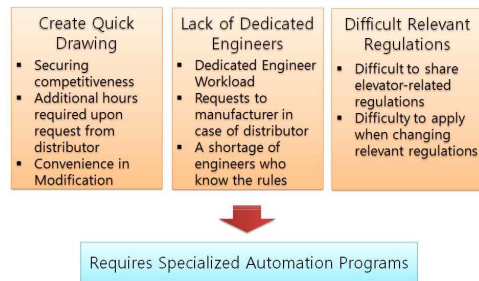 Create Quick
Drawing
▪ Securing
competitiveness
▪ Additional hours
required upon
request from
distributor
▪ Convenience in
Modification
Lack of Dedicated
Engineers
▪ Dedicated Engineer
Workload
▪ Requests to
manufacturer in
case of distributor
▪ A shortage of
engineers who
know the rules
Difficult Relevant
Regulations
▪ Difficult to share
elevator-related
regulations
▪ Difficulty to apply
when changing
relevant regulations
Requires Specialized Automation Programs